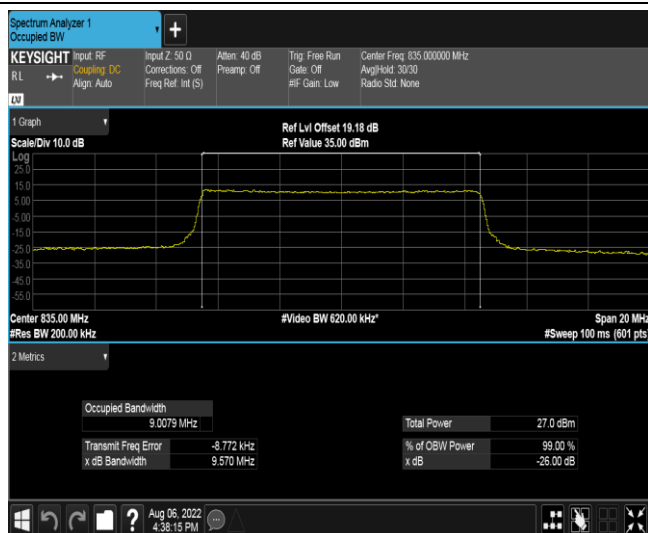 Spectrum Analyzer 1
Occupied BW
+
KEYSIGHT Input: RF Input Z: 50 Ω Atten: 40 dB Trig: Free Run Center Freq: 835.000000 MHz
RL Coupling: DC Corrections: Off Preamp: Off Gate: Off Avg|Hold: 30/30
Align: Auto Freq Ref: Int (S) #IF Gain: Low Radio Std: None
LXI
1 Graph Ref Lvl Offset 19.18 dB
Scale/Div 10.0 dB Ref Value 35.00 dBm
Log
25.0
15.0
5.00
-5.00
-15.0
-25.0
-35.0
-45.0
-55.0
Center 835.00 MHz #Video BW 620.00 kHz* Span 20 MHz
#Res BW 200.00 kHz #Sweep 100 ms (601 pts)
2 Metrics
Occupied Bandwidth
9.0079 MHz Total Power 27.0 dBm
Transmit Freq Error -8.772 kHz % of OBW Power 99.00 %
x dB Bandwidth 9.570 MHz x dB -26.00 dB
? Aug 06, 2022
4:38:15 PM